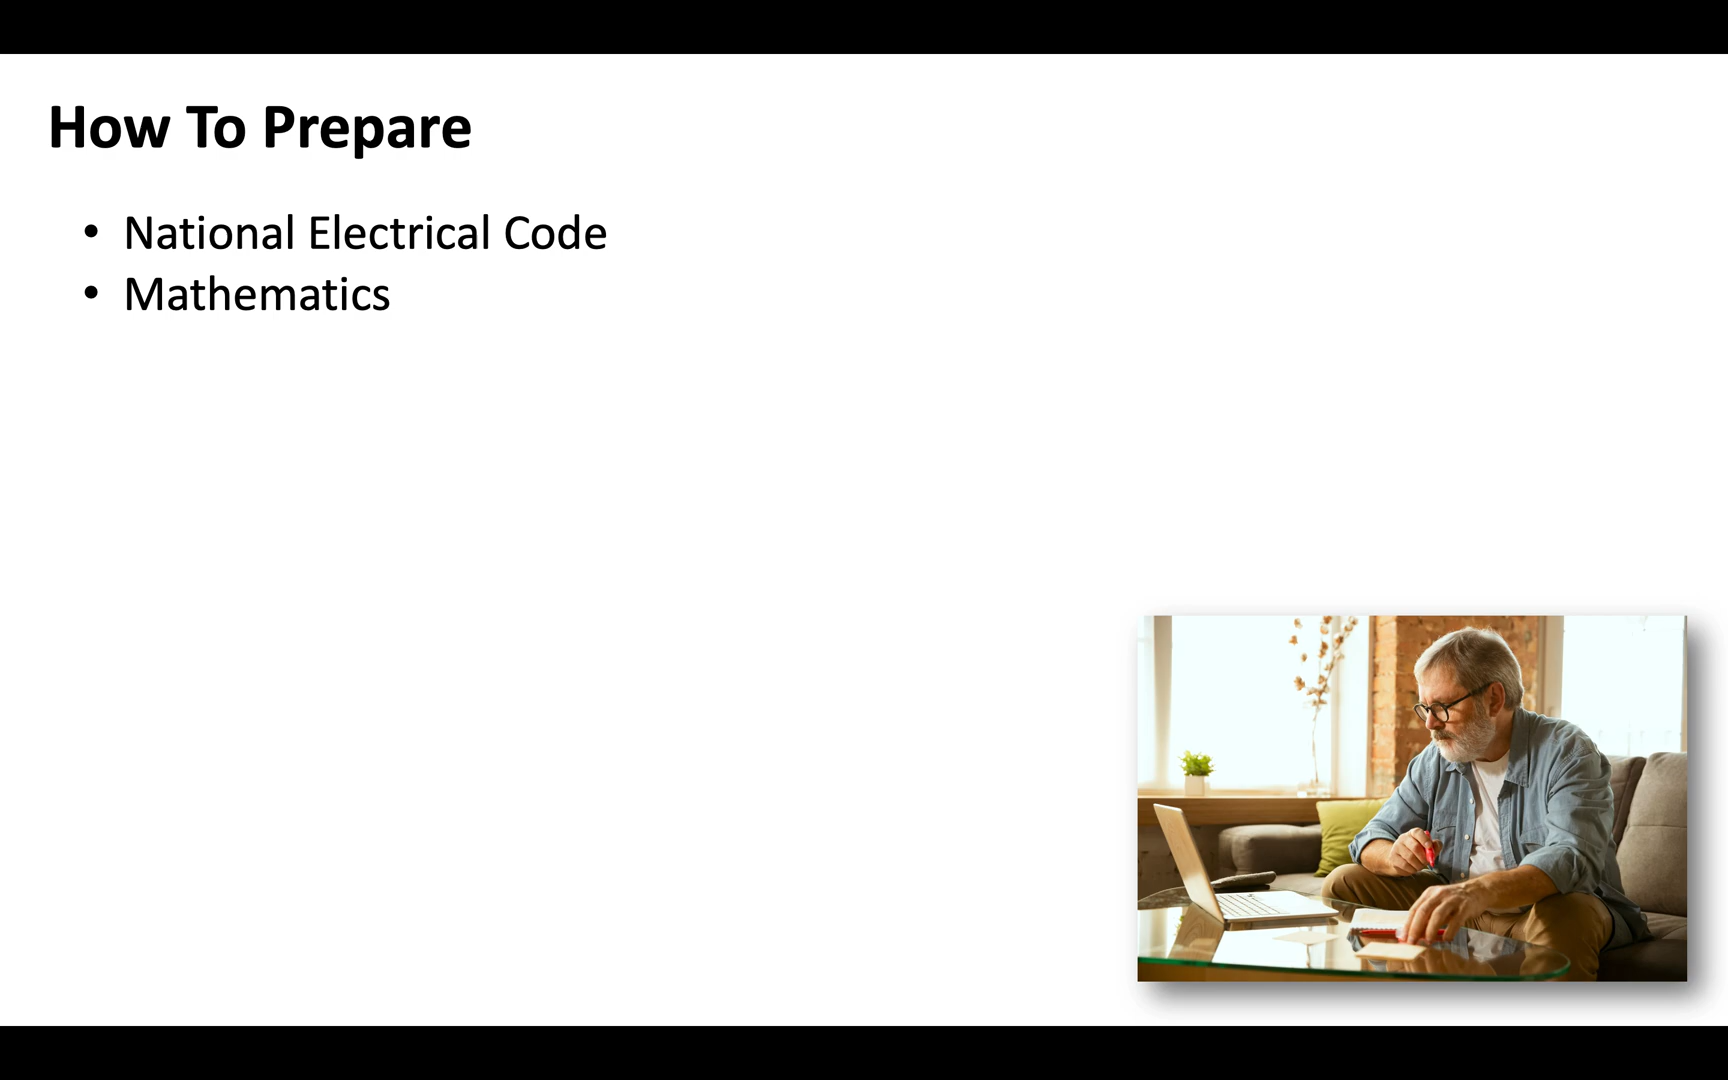 How To Prepare
• National Electrical Code
• Mathematics